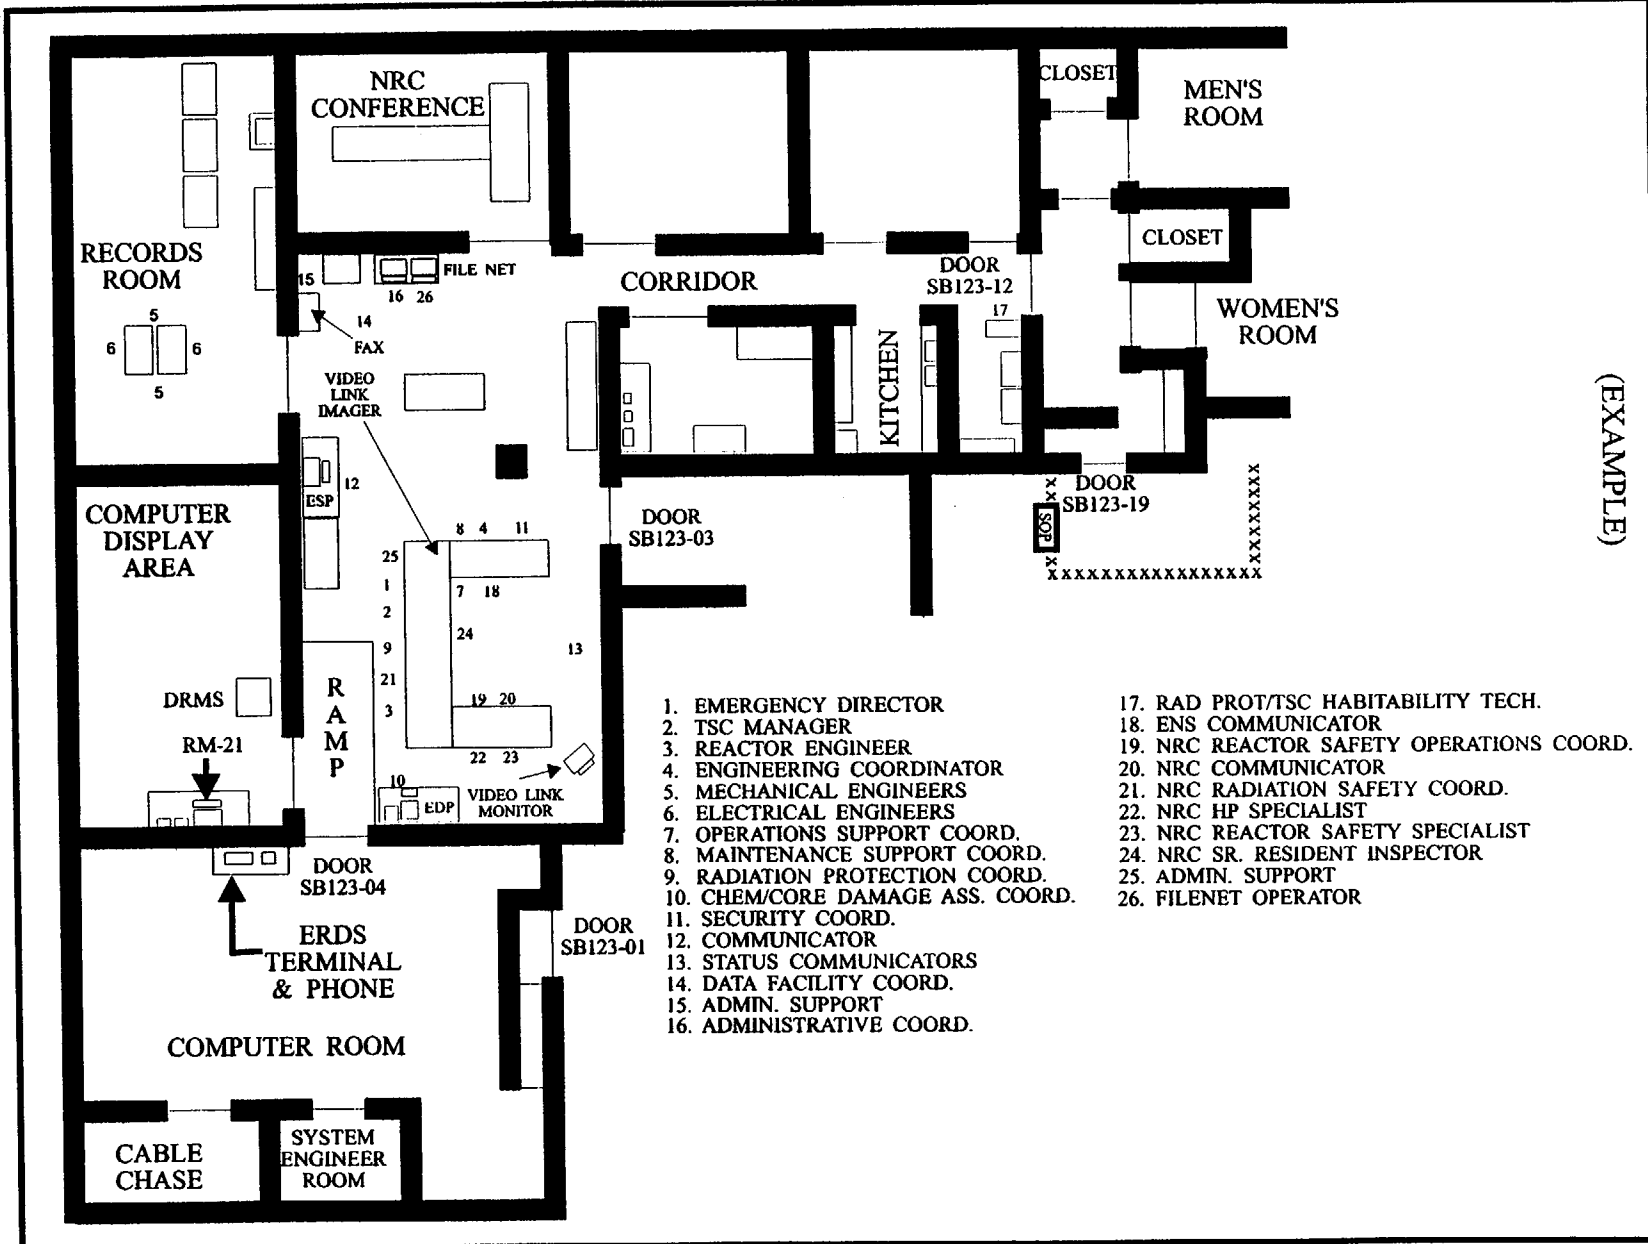 CLOSET
MEN'S
ROOM
NRC
CONFERENCE
RECORDS
ROOM
5
6
6
5
15
FILE NET
16 26
14
FAX
CORRIDOR
DOOR
SB123-12
17
CLOSET
WOMEN'S
ROOM
KITCHEN
(EXAMPLE)
VIDEO
LINK
IMAGER
12
ESP
COMPUTER
DISPLAY
AREA
DOOR
SB123-03
DOOR
SB123-19
SOP
X X X X X X X X X
X X
X
X X X X X X X X X X X X X X X X X
8 4 11
25
1
2
9
21
3
7 18
24
13
19 20
22 23
RAMP
DRMS
RM-21
10
EDP
VIDEO LINK
MONITOR
DOOR
SB123-04
ERDS
TERMINAL
& PHONE
DOOR
SB123-01
COMPUTER ROOM
CABLE
CHASE
SYSTEM
ENGINEER
ROOM
1. EMERGENCY DIRECTOR
2. TSC MANAGER
3. REACTOR ENGINEER
4. ENGINEERING COORDINATOR
5. MECHANICAL ENGINEERS
6. ELECTRICAL ENGINEERS
7. OPERATIONS SUPPORT COORD.
8. MAINTENANCE SUPPORT COORD.
9. RADIATION PROTECTION COORD.
10. CHEM/CORE DAMAGE ASS. COORD.
11. SECURITY COORD.
12. COMMUNICATOR
13. STATUS COMMUNICATORS
14. DATA FACILITY COORD.
15. ADMIN. SUPPORT
16. ADMINISTRATIVE COORD.
17. RAD PROT/TSC HABITABILITY TECH.
18. ENS COMMUNICATOR
19. NRC REACTOR SAFETY OPERATIONS COORD.
20. NRC COMMUNICATOR
21. NRC RADIATION SAFETY COORD.
22. NRC HP SPECIALIST
23. NRC REACTOR SAFETY SPECIALIST
24. NRC SR. RESIDENT INSPECTOR
25. ADMIN. SUPPORT
26. FILENET OPERATOR